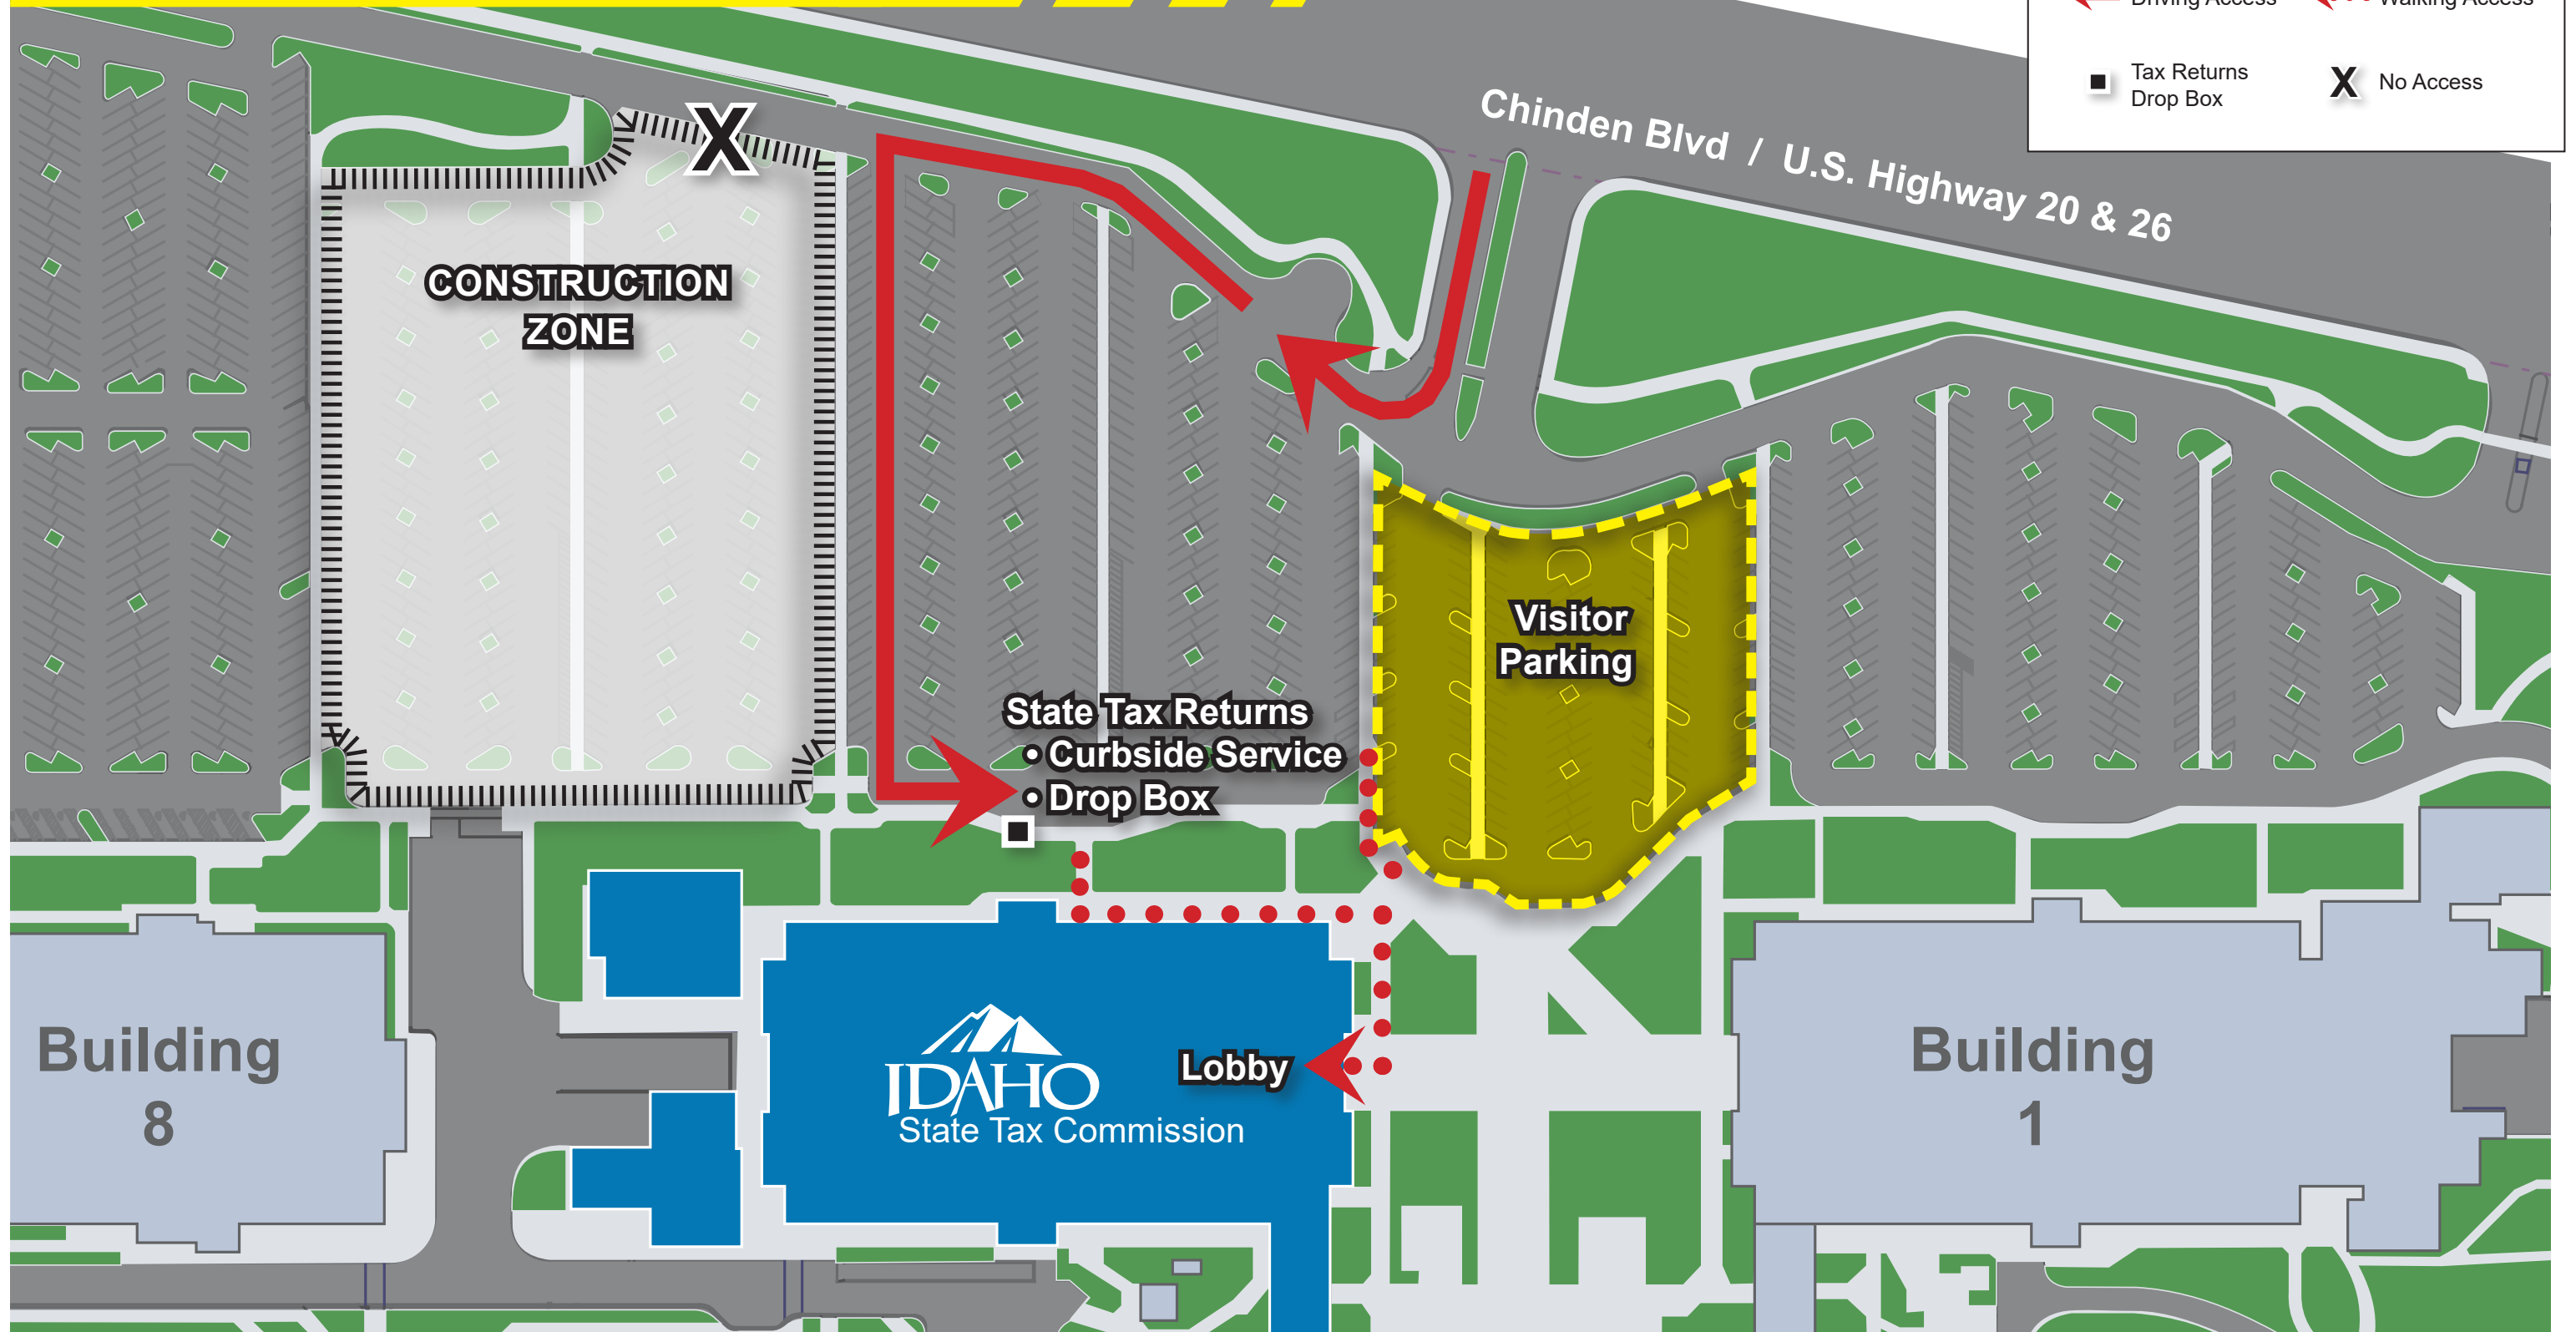 Driving Access
Walking Access
Tax Returns
Drop Box
X No Access
X
Chinden Blvd / U.S. Highway 20 & 26
CONSTRUCTION
ZONE
Visitor
Parking
State Tax Returns
• Curbside Service
• Drop Box
Building
8
IDAHO
State Tax Commission
Lobby
Building
1